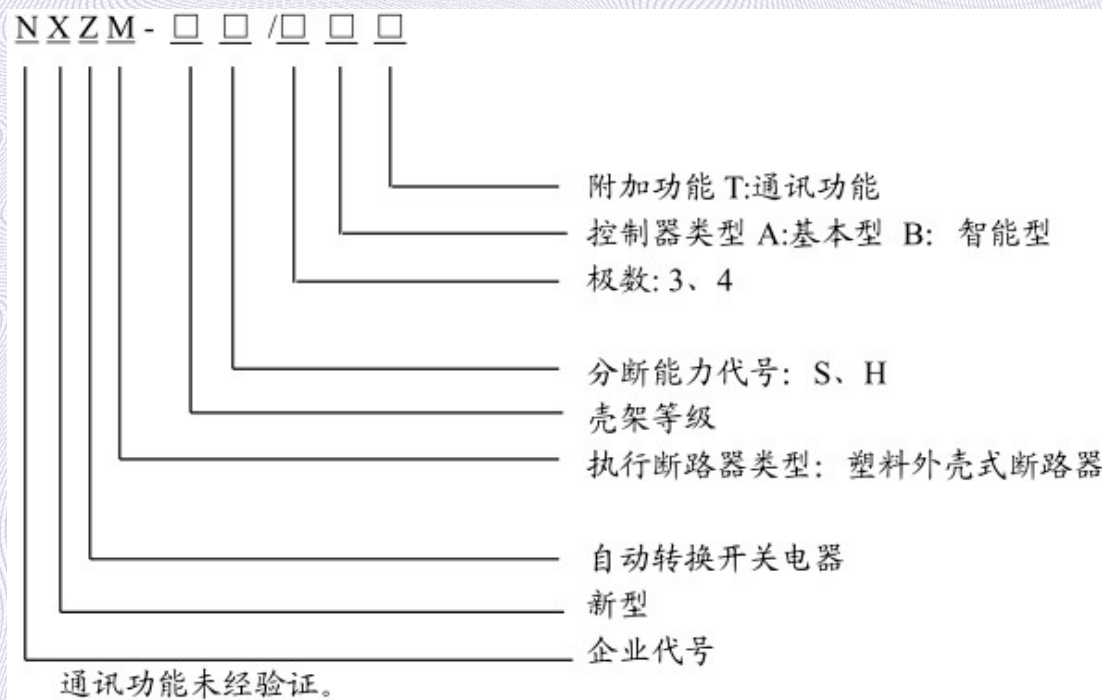 NXZM-□□/□□□
附加功能 T:通讯功能
控制器类型 A:基本型 B: 智能型
极数: 3、4
分断能力代号: S、H
壳架等级
执行断路器类型: 塑料外壳式断路器
自动转换开关电器
新型
企业代号
通讯功能未经验证。